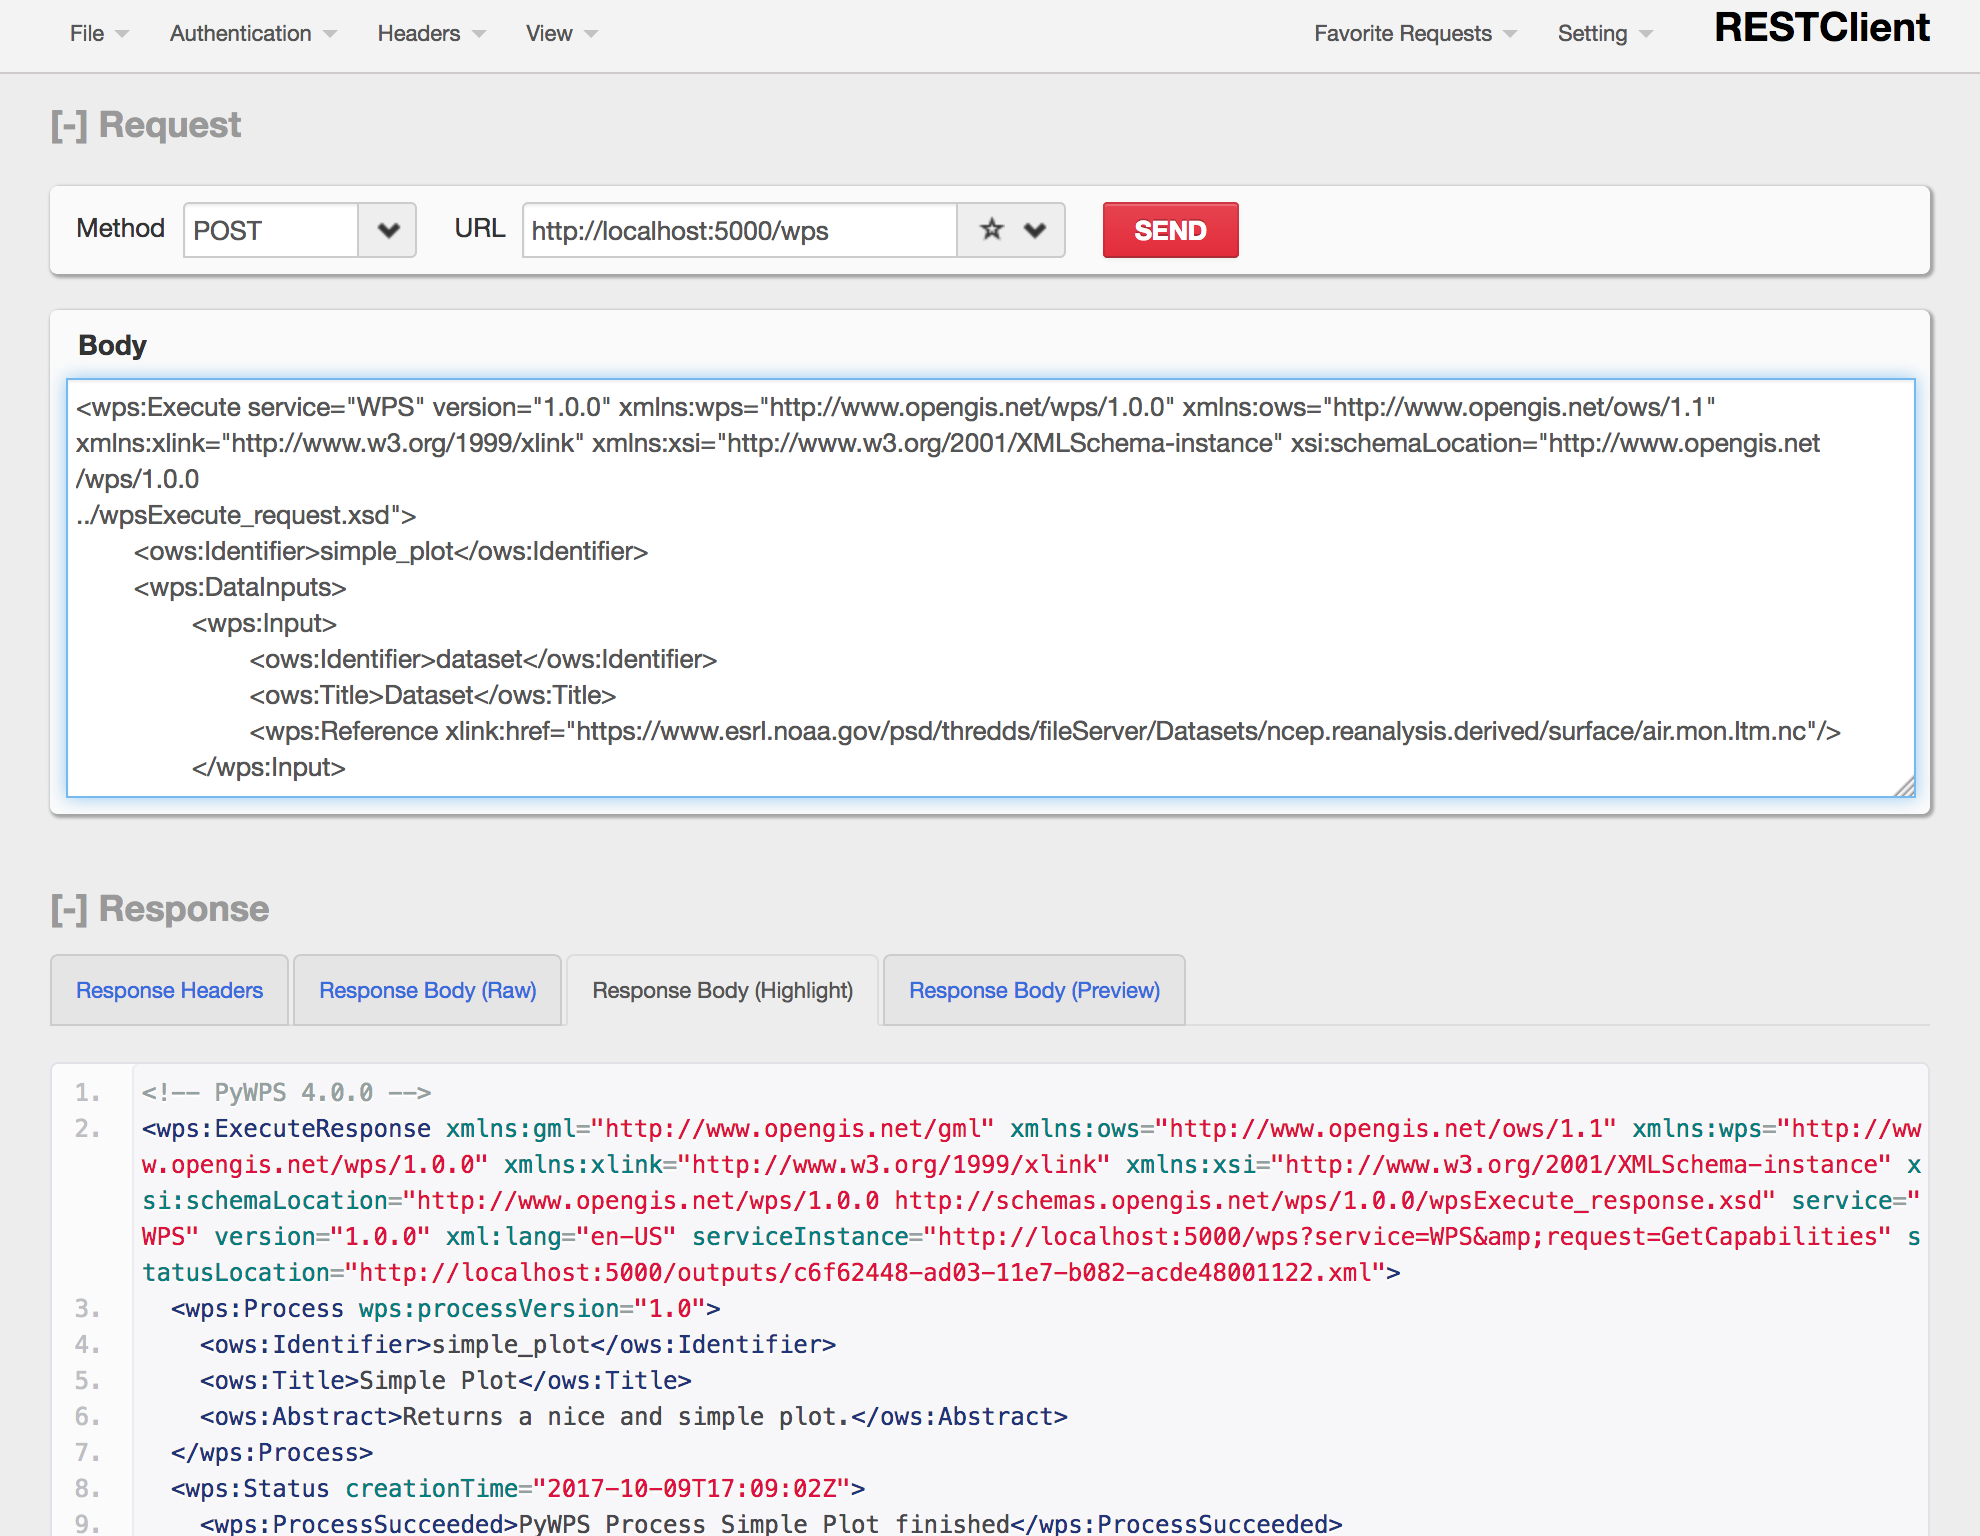 File Authentication Headers View Favorite Requests Setting RESTClient
[-] Request
Method POST URL http://localhost:5000/wps SEND
Body
<wps:Execute service="WPS" version="1.0.0" xmlns:wps="http://www.opengis.net/wps/1.0.0" xmlns:ows="http://www.opengis.net/ows/1.1"
xmlns:xlink="http://www.w3.org/1999/xlink" xmlns:xsi="http://www.w3.org/2001/XMLSchema-instance" xsi:schemaLocation="http://www.opengis.net
/wps/1.0.0
../wpsExecute_request.xsd">
<ows:Identifier>simple_plot</ows:Identifier>
<wps:DataInputs>
<wps:Input>
<ows:Identifier>dataset</ows:Identifier>
<ows:Title>Dataset</ows:Title>
<wps:Reference xlink:href="https://www.esrl.noaa.gov/psd/thredds/fileServer/Datasets/ncep.reanalysis.derived/surface/air.mon.ltm.nc"/>
</wps:Input>
[-] Response
Response Headers Response Body (Raw) Response Body (Highlight) Response Body (Preview)
1. <!-- PyWPS 4.0.0 -->
2. <wps:ExecuteResponse xmlns:gml="http://www.opengis.net/gml" xmlns:ows="http://www.opengis.net/ows/1.1" xmlns:wps="http://ww
w.opengis.net/wps/1.0.0" xmlns:xlink="http://www.w3.org/1999/xlink" xmlns:xsi="http://www.w3.org/2001/XMLSchema-instance" x
si:schemaLocation="http://www.opengis.net/wps/1.0.0 http://schemas.opengis.net/wps/1.0.0/wpsExecute_response.xsd" service="
WPS" version="1.0.0" xml:lang="en-US" serviceInstance="http://localhost:5000/wps?service=WPS&amp;request=GetCapabilities" s
tatusLocation="http://localhost:5000/outputs/c6f62448-ad03-11e7-b082-acde48001122.xml">
3. <wps:Process wps:processVersion="1.0">
4. <ows:Identifier>simple_plot</ows:Identifier>
5. <ows:Title>Simple Plot</ows:Title>
6. <ows:Abstract>Returns a nice and simple plot.</ows:Abstract>
7. </wps:Process>
8. <wps:Status creationTime="2017-10-09T17:09:02Z">
9. <wps:ProcessSucceeded>PyWPS Process Simple Plot finished</wps:ProcessSucceeded>